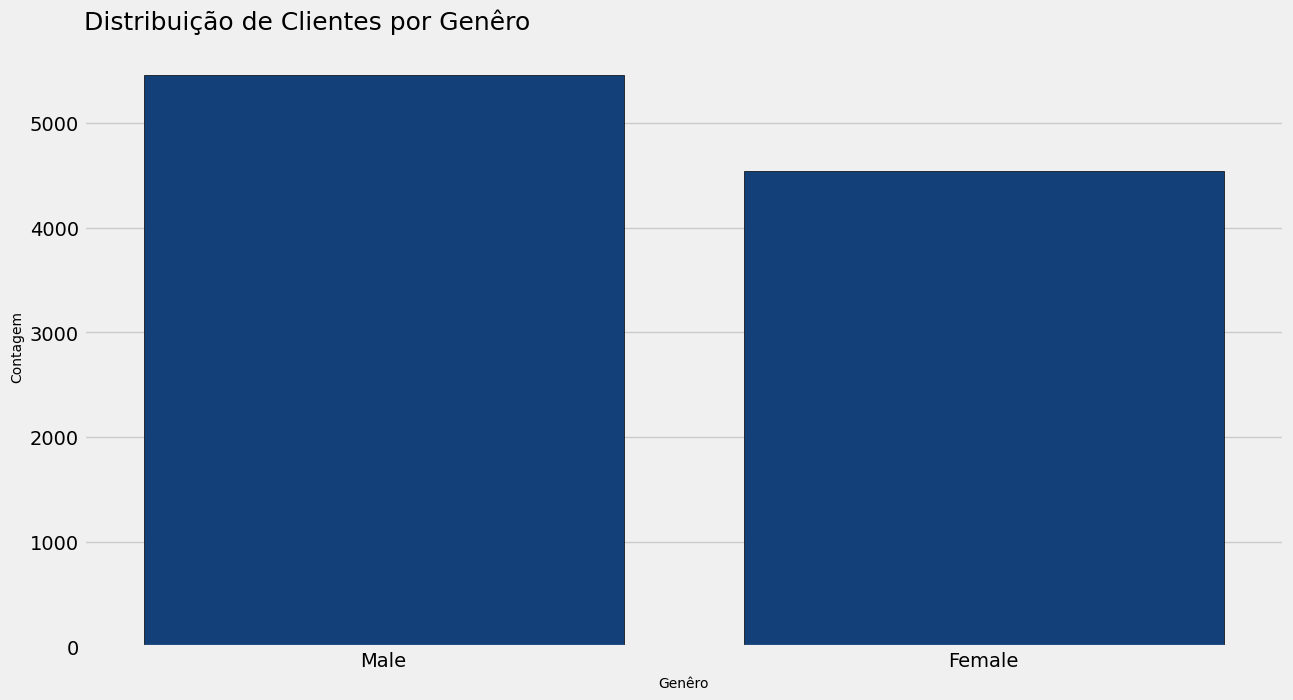 Distribuição de Clientes por Genêro
5000
4000
3000
2000
1000
0
Contagem
Male
Female
Genêro